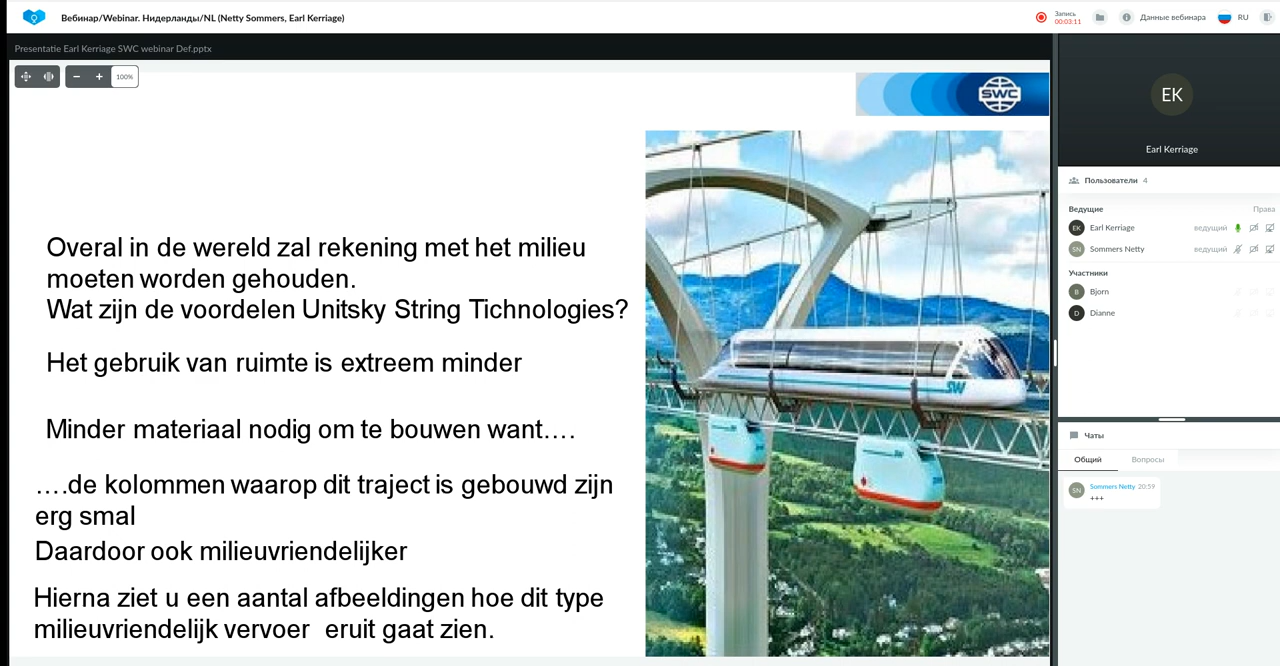 Вебинар/Webinar. Нидерланды/NL (Netty Sommers, Earl Kerriage)
Запись
00:03:11
Данные вебинара
RU
Presentatie Earl Kerriage SWC webinar Def.pptx
100%
SWC
Overal in de wereld zal rekening met het milieu
moeten worden gehouden.
Wat zijn de voordelen Unitsky String Tichnologies?
Het gebruik van ruimte is extreem minder
Minder materiaal nodig om te bouwen want….
….de kolommen waarop dit traject is gebouwd zijn
erg smal
Daardoor ook milieuvriendelijker
Hierna ziet u een aantal afbeeldingen hoe dit type
milieuvriendelijk vervoer eruit gaat zien.
SW
EK
Earl Kerriage
Пользователи 4
Ведущие Права
EK Earl Kerriage ведущий
SN Sommers Netty ведущий
Участники
B Bjorn
D Dianne
Чаты
Общий Вопросы
SN Sommers Netty 20:59
+++